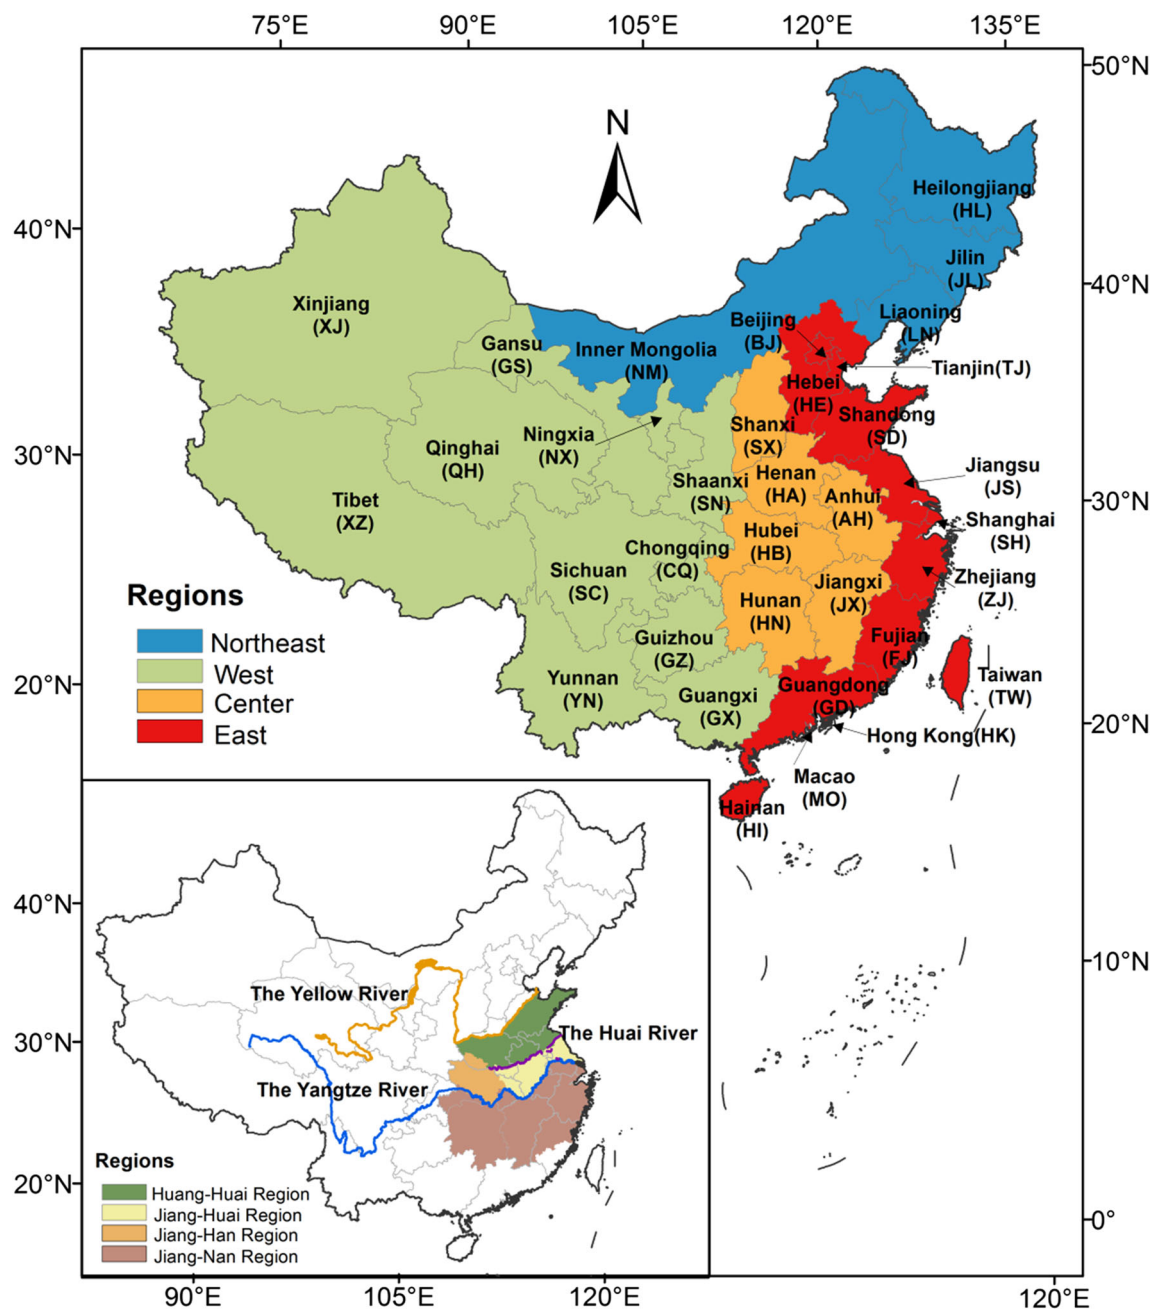 75°E
90°E
105°E
120°E
135°E
50°N
N
Heilongjiang
(HL)
40°N
Jilin
(JL)
40°N
Xinjiang
(XJ)
Liaoning
(LN)
Beijing
(BJ)
Gansu
(GS)
Inner Mongolia
(NM)
Tianjin(TJ)
Hebei
(HE)
Shandong
(SD)
Shanxi
(SX)
Ningxia
(NX)
Qinghai
(QH)
30°N
Jiangsu
(JS)
Henan
(HA)
Shaanxi
(SN)
Anhui
(AH)
Tibet
(XZ)
30°N
Shanghai
(SH)
Hubei
(HB)
Chongqing
(CQ)
Sichuan
(SC)
Jiangxi
(JX)
Zhejiang
(ZJ)
Hunan
(HN)
Guizhou
(GZ)
Fujian
(FJ)
Regions
Northeast
West
Center
East
Taiwan
(TW)
Yunnan
(YN)
Guangxi
(GX)
Guangdong
(GD)
20°N
20°N
Hong Kong(HK)
Macao
(MO)
Hainan
(HI)
40°N
10°N
The Yellow River
The Huai River
30°N
The Yangtze River
Regions
Huang-Huai Region
Jiang-Huai Region
Jiang-Han Region
Jiang-Nan Region
20°N
0°
90°E
105°E
120°E
120°E